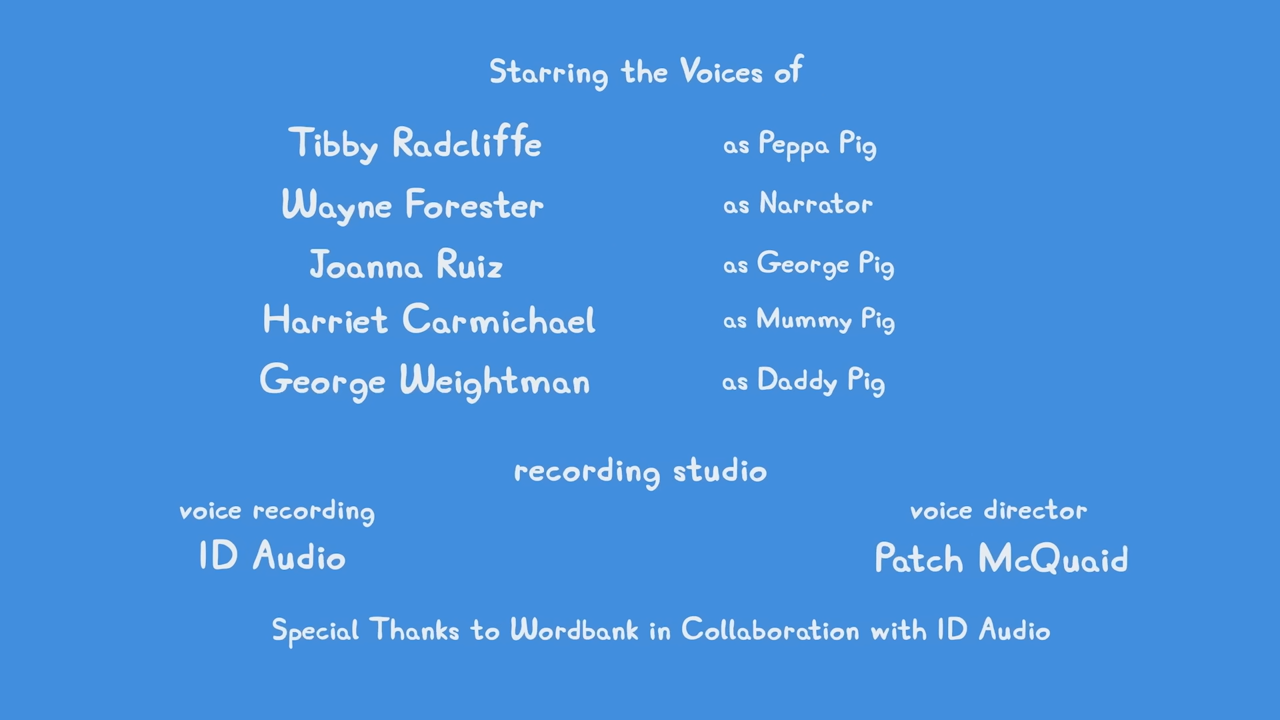 Starring the Voices of
Tibby Radcliffe as Peppa Pig
Wayne Forester as Narrator
Joanna Ruiz as George Pig
Harriet Carmichael as Mummy Pig
George Weightman as Daddy Pig
recording studio
voice recording voice director
ID Audio Patch McQuaid
Special Thanks to Wordbank in Collaboration with ID Audio